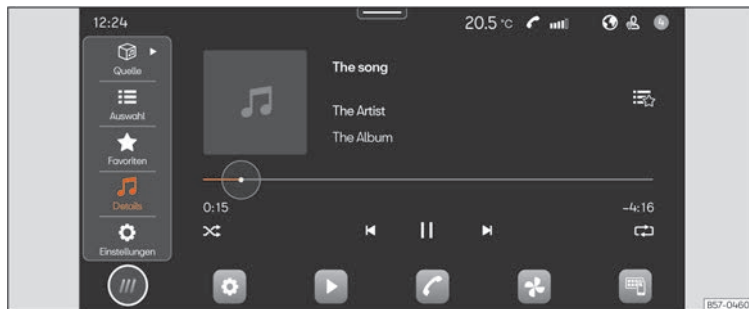 12:24
20.5 °C
4
Quelle
Auswahl
Favoriten
Details
Einstellungen
The song
The Artist
The Album
0:15
-4:16
B57-0460